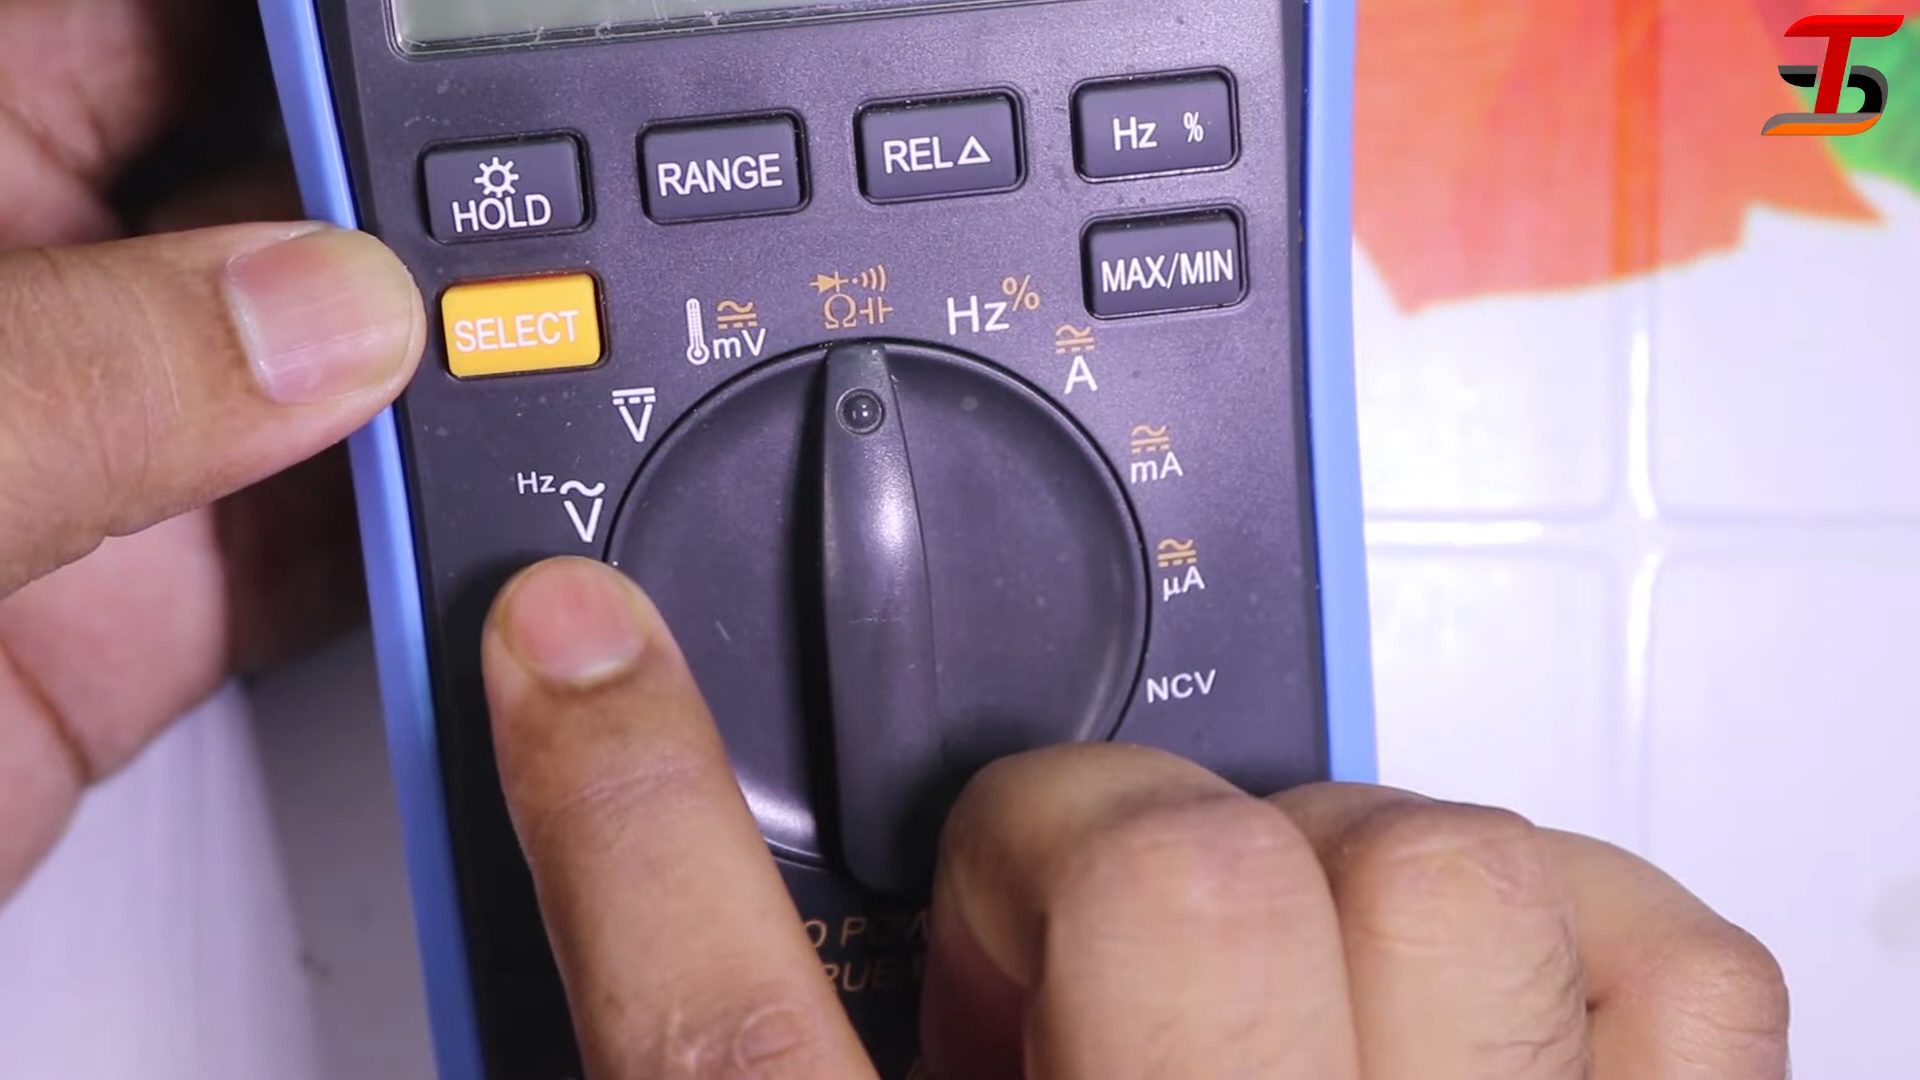 HOLD
RANGE
REL△
Hz %
SELECT
MAX/MIN
mV
Ω
Hz%
A
V
mA
Hz
V
µA
NCV